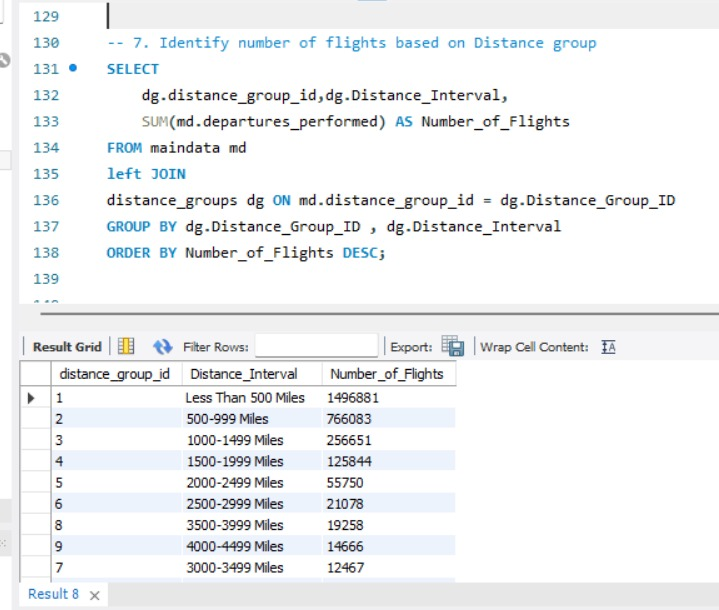 129
130 -- 7. Identify number of flights based on Distance group
131 SELECT
132 dg.distance_group_id,dg.Distance_Interval,
133 SUM(md.departures_performed) AS Number_of_Flights
134 FROM maindata md
135 left JOIN
136 distance_groups dg ON md.distance_group_id = dg.Distance_Group_ID
137 GROUP BY dg.Distance_Group_ID , dg.Distance_Interval
138 ORDER BY Number_of_Flights DESC;
139
Result Grid Filter Rows: Export: Wrap Cell Content: IA
distance_group_id Distance_Interval Number_of_Flights
1 Less Than 500 Miles 1496881
2 500-999 Miles 766083
3 1000-1499 Miles 256651
4 1500-1999 Miles 125844
5 2000-2499 Miles 55750
6 2500-2999 Miles 21078
8 3500-3999 Miles 19258
9 4000-4499 Miles 14666
7 3000-3499 Miles 12467
Result 8